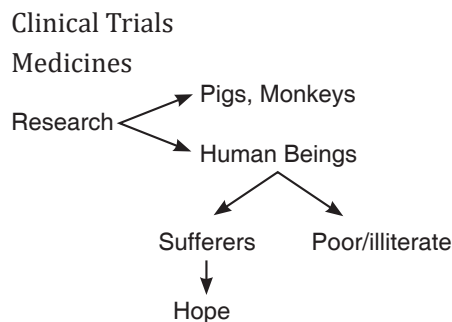 Clinical Trials
Medicines
Pigs, Monkeys
Research
Human Beings
Sufferers Poor/illiterate
Hope